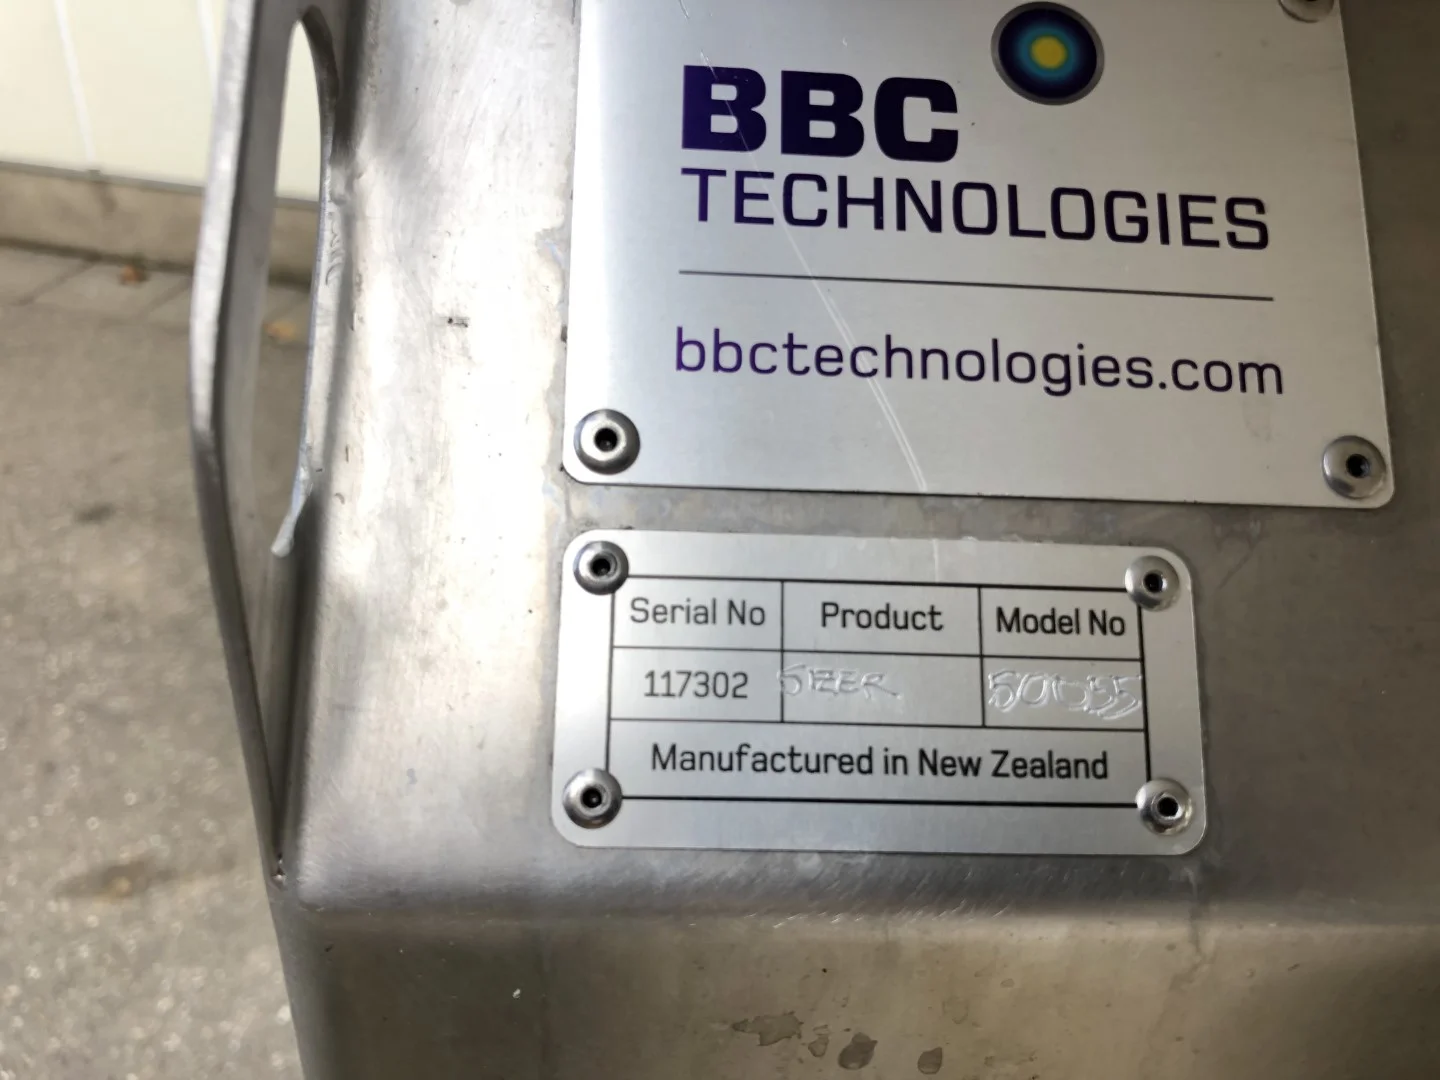 BBC
TECHNOLOGIES
bbctechnologies.com
Serial No Product Model No
117302 SIZER
Manufactured in New Zealand